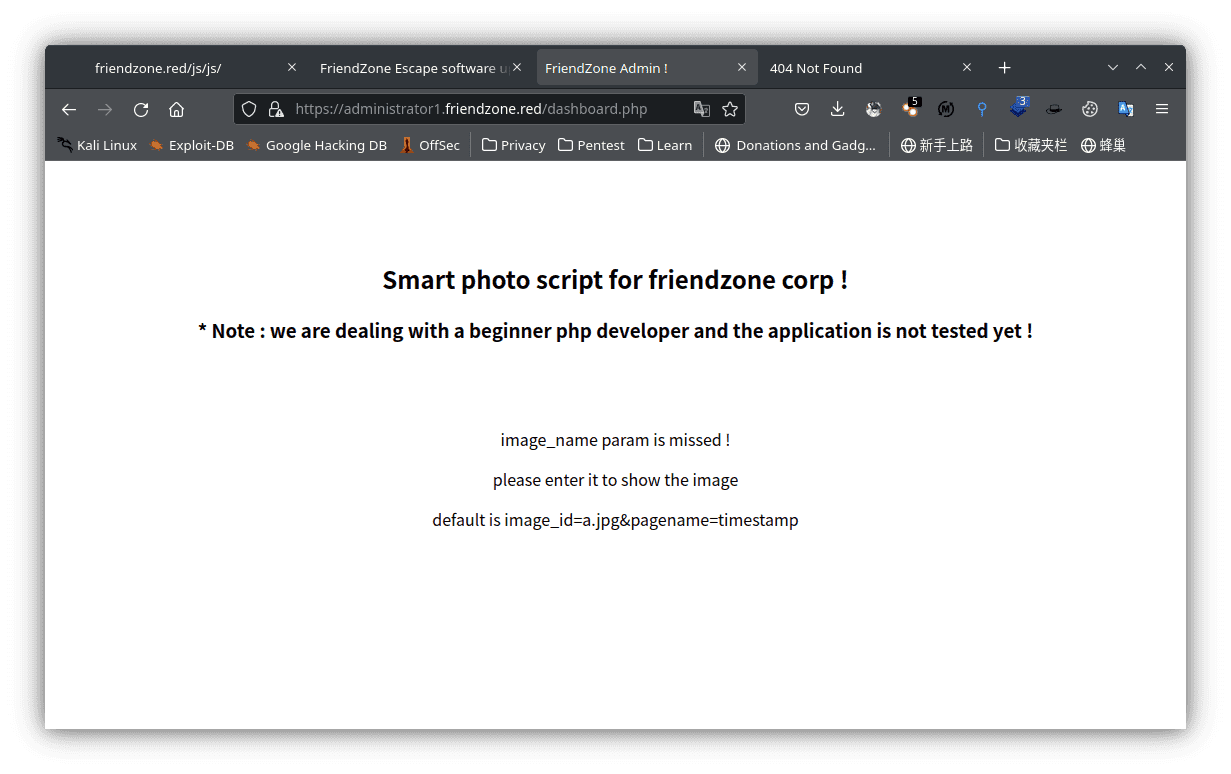 friendzone.red/js/js/
FriendZone Escape software u
FriendZone Admin !
404 Not Found
https://administrator1.friendzone.red/dashboard.php
5
3
Kali Linux
Exploit-DB
Google Hacking DB
OffSec
Privacy
Pentest
Learn
Donations and Gadg...
新手上路
收藏夹栏
蜂巢
Smart photo script for friendzone corp !
* Note : we are dealing with a beginner php developer and the application is not tested yet !
image_name param is missed !
please enter it to show the image
default is image_id=a.jpg&pagename=timestamp